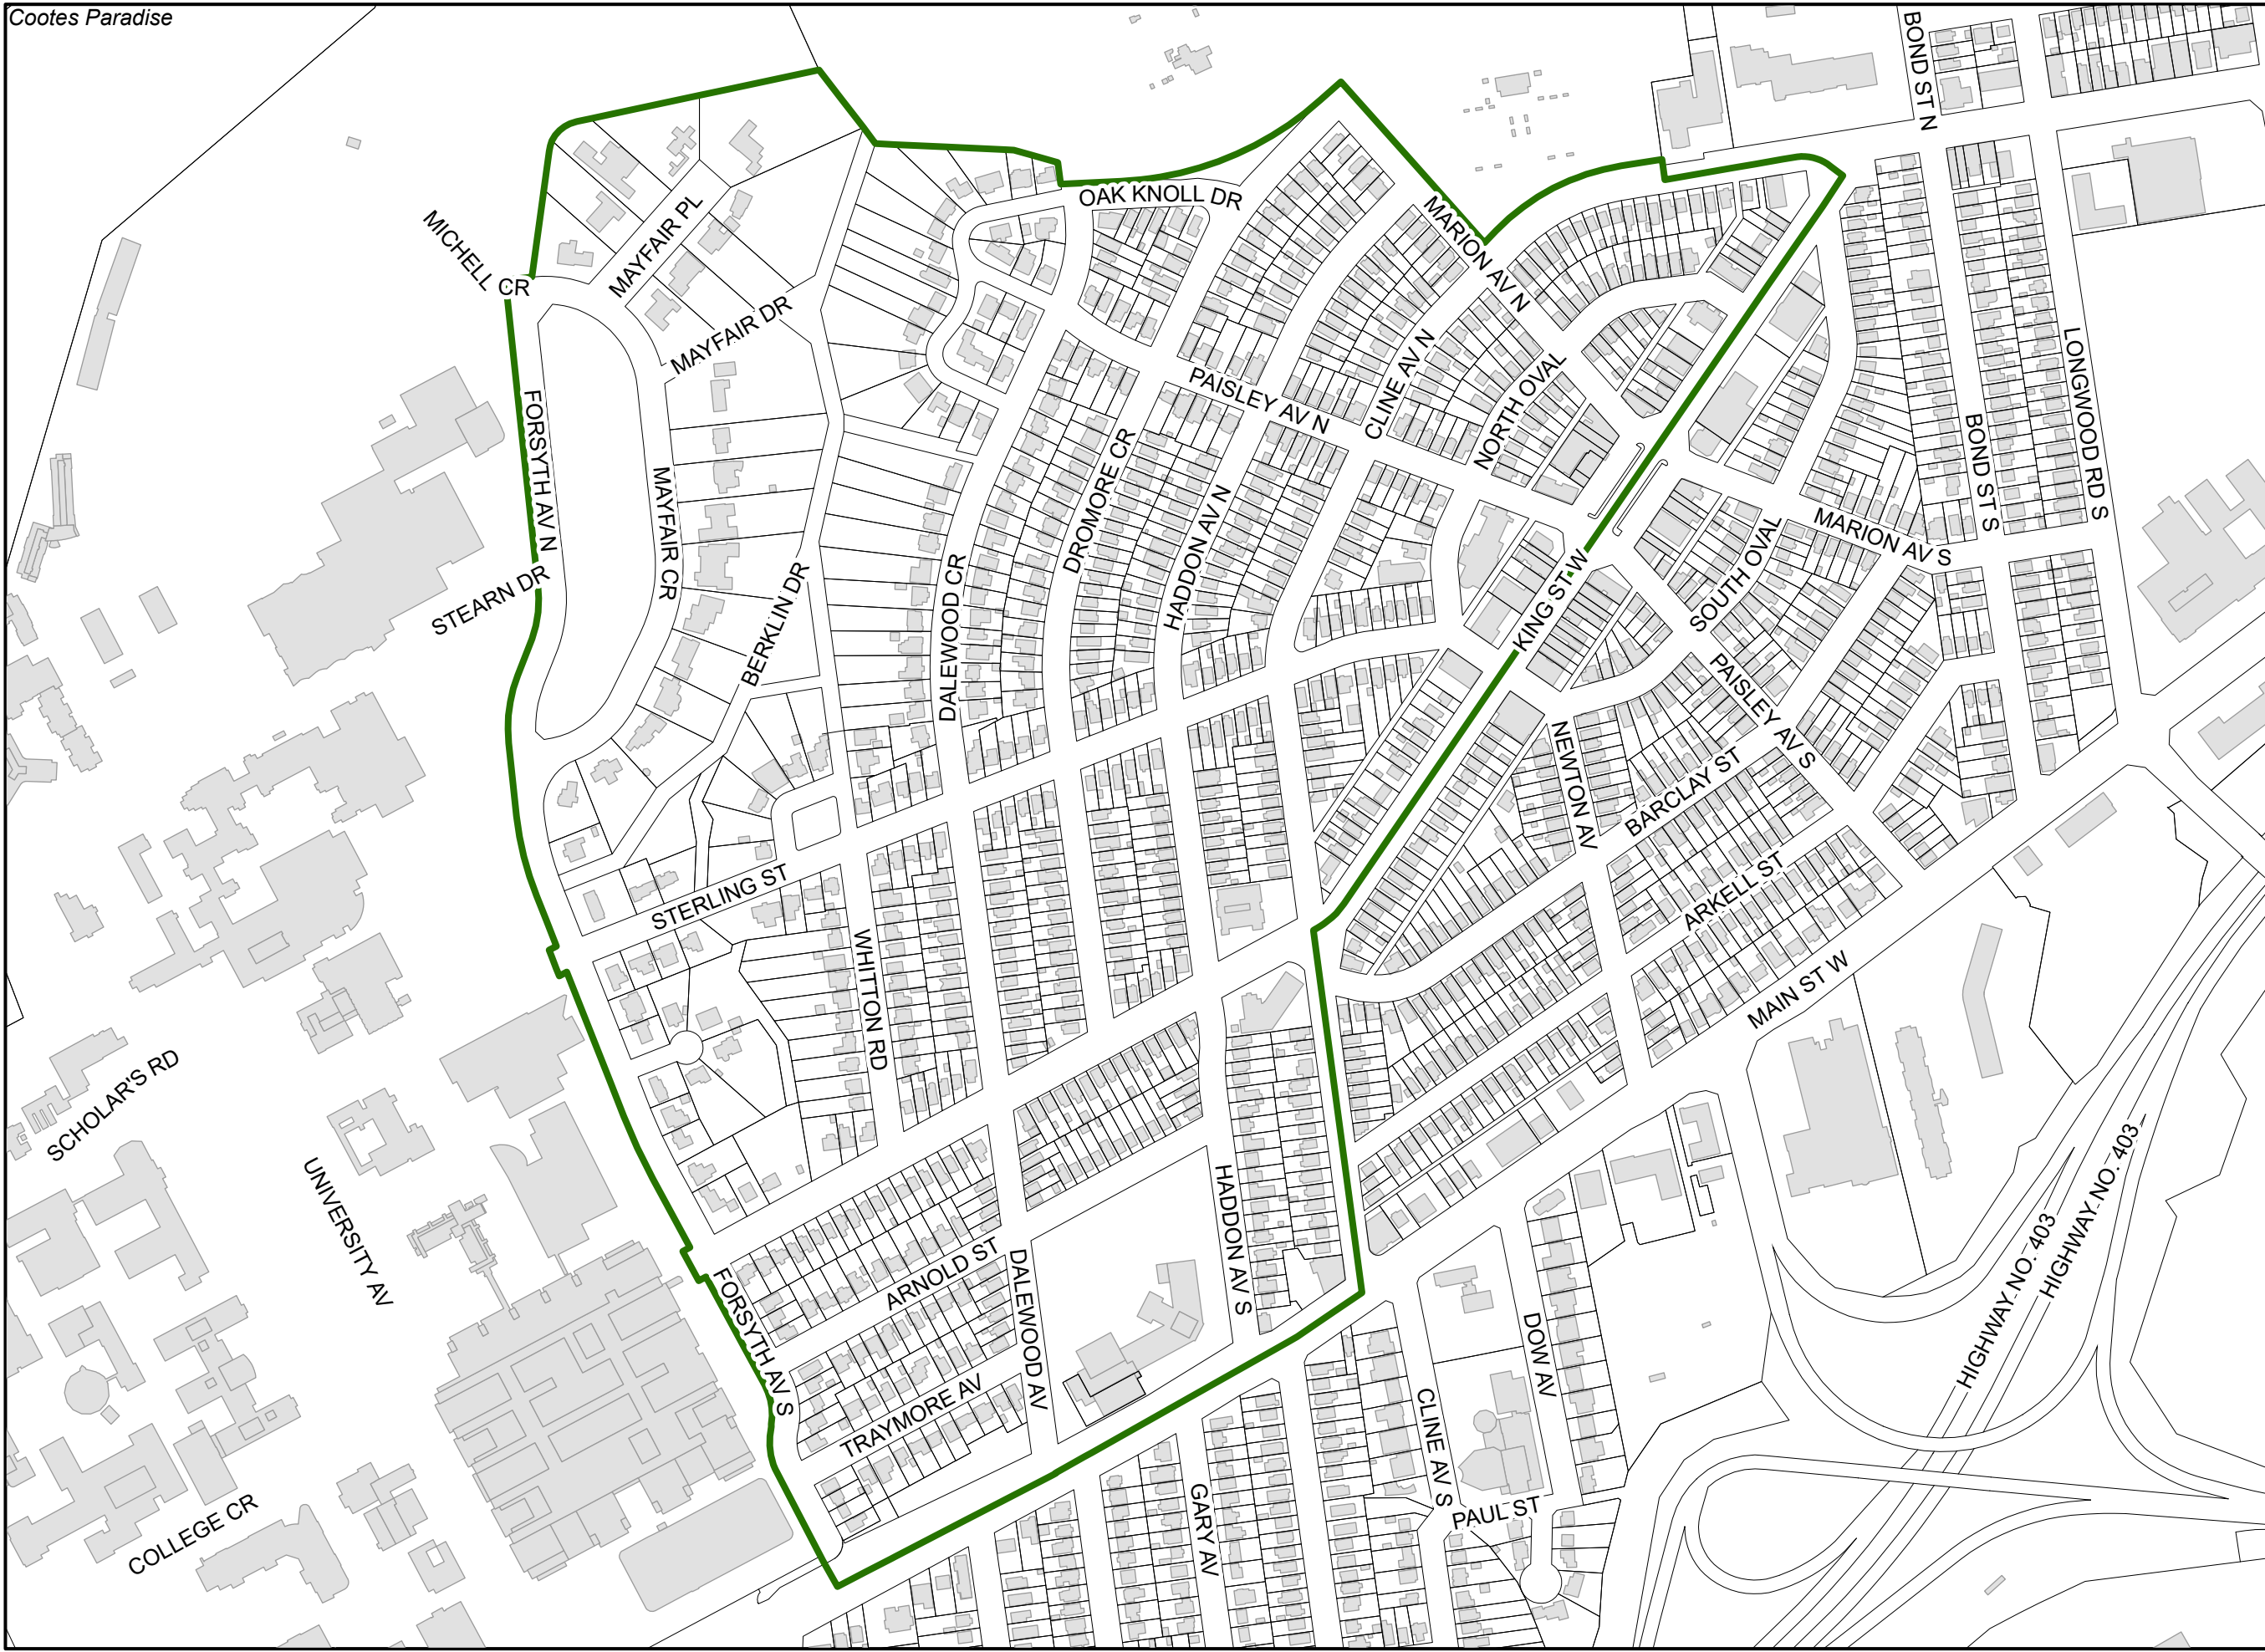 Cootes Paradise
BOND ST N
OAK KNOLL DR
MICHELL CR
MAYFAIR PL
MARION AV N
MAYFAIR DR
PAISLEY AV N
CLINE AV N
NORTH OVAL
LONGWOOD RD S
FORSYTH AV N
MAYFAIR CR
DROMORE CR
HADDON AV N
BOND ST S
MARION AV S
STEARN DR
BERKLIN DR
DALEWOOD CR
KING ST W
SOUTH OVAL
PAISLEY AV S
NEWTON AV
BARCLAY ST
STERLING ST
WHITTON RD
ARKELL ST
MAIN ST W
SCHOLAR'S RD
UNIVERSITY AV
HADDON AV S
HIGHWAY NO. 403
HIGHWAY NO. 403
ARNOLD ST
DALEWOOD AV
FORSYTH AV S
DOW AV
TRAYMORE AV
CLINE AV S
GARY AV
PAUL ST
COLLEGE CR